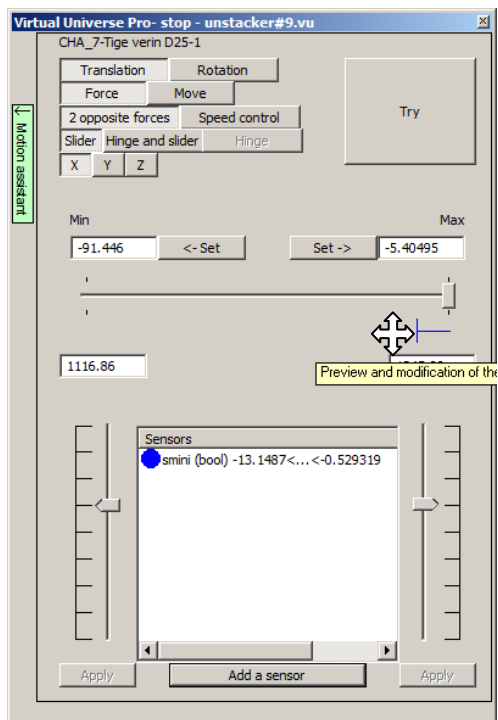 Virtual Universe Pro- stop - unstacker#9.vu
CHA_7-Tige verin D25-1
Translation Rotation
Force Move
2 opposite forces Speed control
Try
Slider Hinge and slider Hinge
X Y Z
Motion assistant
Min Max
-91.446 <- Set Set -> -5.40495
1116.86
Preview and modification of the
Sensors
smini (bool) -13.1487<...<-0.529319
Apply Add a sensor Apply